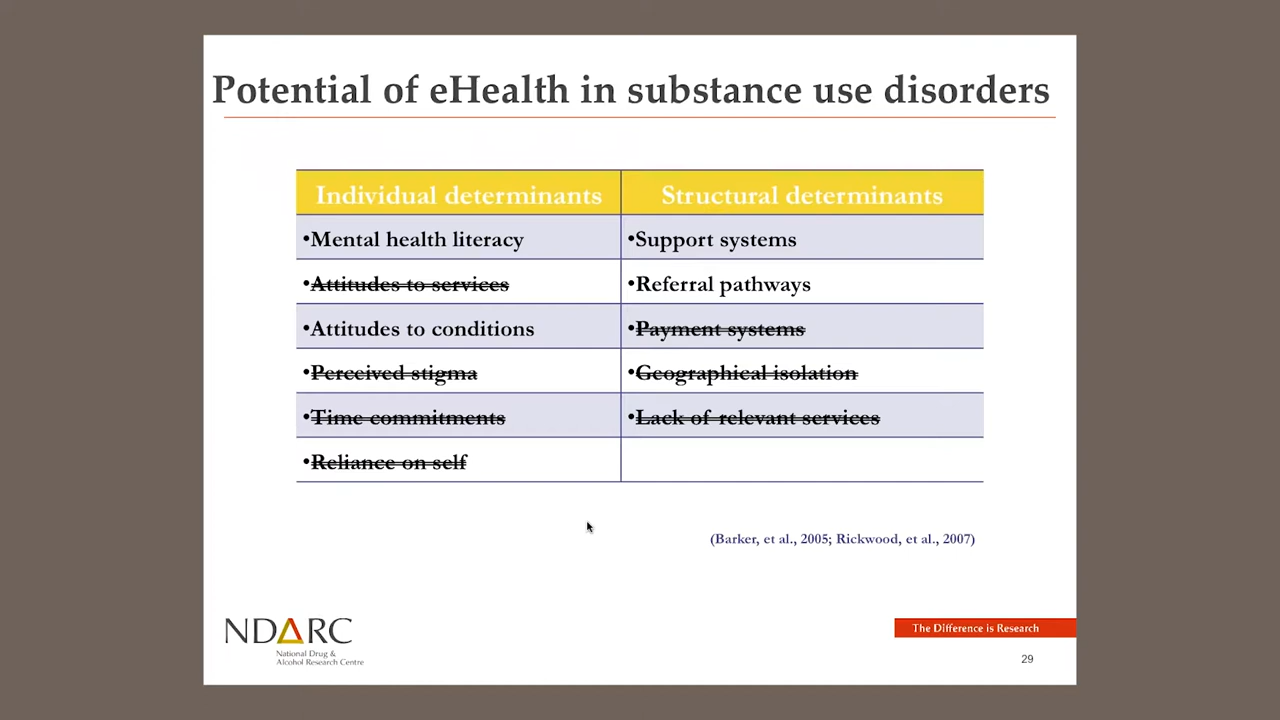 Potential of eHealth in substance use disorders
Individual determinants
Structural determinants
•Mental health literacy
•Support systems
•Attitudes to services
•Referral pathways
•Attitudes to conditions
•Payment systems
•Perceived stigma
•Geographical isolation
•Time commitments
•Lack of relevant services
•Reliance on self
(Barker, et al., 2005; Rickwood, et al., 2007)
NDARC
National Drug &
Alcohol Research Centre
The Difference is Research
29